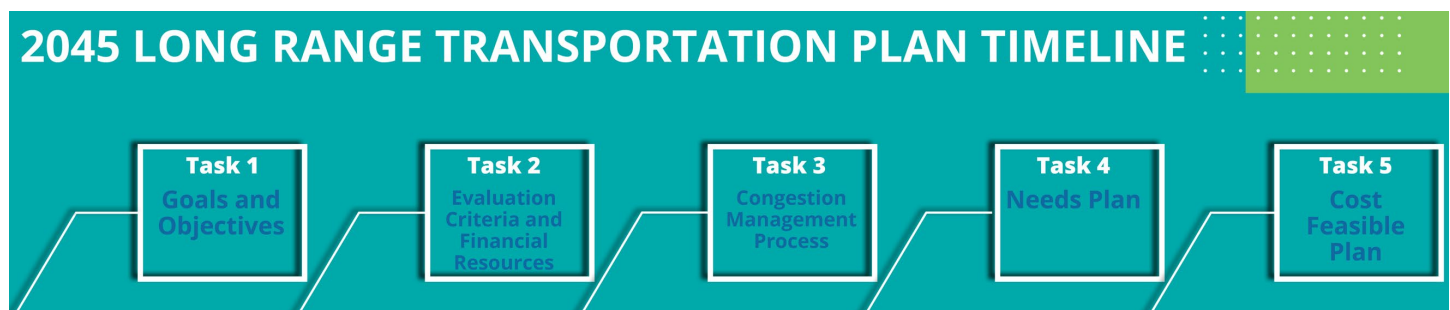 2045 LONG RANGE TRANSPORTATION PLAN TIMELINE
Task 1
Goals and
Objectives
Task 2
Evaluation
Criteria and
Financial
Resources
Task 3
Congestion
Management
Process
Task 4
Needs Plan
Task 5
Cost
Feasible
Plan